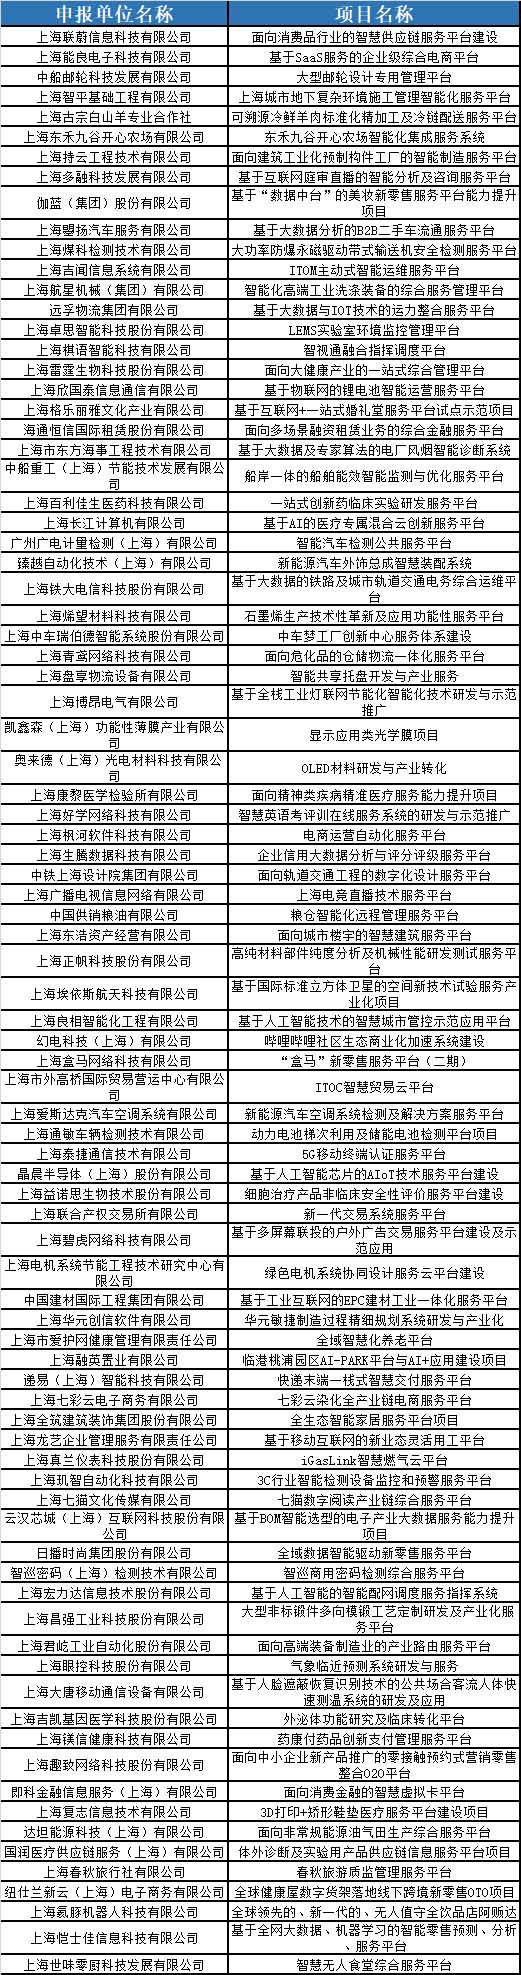 申报单位名称 项目名称
上海联蔚信息科技有限公司 面向消费品行业的智慧供应链服务平台建设
上海能良电子科技有限公司 基于SaaS服务的企业级综合电商平台
中船邮轮科技发展有限公司 大型邮轮设计专用管理平台
上海智平基础工程有限公司 上海城市地下复杂环境施工管理智能化服务平台
上海古宗白山羊专业合作社 可溯源冷鲜羊肉标准化精加工及冷链配送服务平台
上海东禾九谷开心农场有限公司 东禾九谷开心农场智能化集成服务系统
上海持云工程技术有限公司 面向建筑工业化预制构件工厂的智能制造服务平台
上海多融科技发展有限公司 基于互联网庭审直播的智能分析及咨询服务平台
伽蓝（集团）股份有限公司 基于“数据中台”的美妆新零售服务平台能力提升
项目
上海盟扬汽车服务有限公司 基于大数据分析的B2B二手车流通服务平台
上海煤科检测技术有限公司 大功率防爆永磁驱动带式输送机安全检测服务平台
上海吉闻信息系统有限公司 ITOM主动式智能运维服务平台
上海航星机械（集团）有限公司 智能化高端工业洗涤装备的综合服务管理平台
远孚物流集团有限公司 基于大数据与IOT技术的运力整合服务平台
上海卓思智能科技股份有限公司 LEMS实验室环境监控管理平台
上海棋语智能科技有限公司 智视通融合指挥调度平台
上海雷霆生物科技股份有限公司 面向大健康产业的一站式综合管理平台
上海欣国泰信息通信有限公司 基于物联网的锂电池智能运营服务平台
上海格乐丽雅文化产业有限公司 基于互联网+一站式婚礼堂服务平台试点示范项目
海通恒信国际租赁股份有限公司 面向多场景融资租赁业务的综合金融服务平台
上海市东方海事工程技术有限公司 基于大数据及专家算法的电厂风烟智能诊断系统
中船重工（上海）节能技术发展有限公
司 船岸一体的船舶能效智能监测与优化服务平台
上海百利佳生医药科技有限公司 一站式创新药临床实验研发服务平台
上海长江计算机有限公司 基于AI的医疗专属混合云创新服务平台
广州广电计量检测（上海）有限公司 智能汽车检测公共服务平台
臻越自动化技术（上海）有限公司 新能源汽车外饰总成智慧装配系统
上海铁大电信科技股份有限公司 基于大数据的铁路及城市轨道交通电务综合运维平
台
上海烯望材料科技有限公司 石墨烯生产技术性革新及应用功能性服务平台
上海中车瑞伯德智能系统股份有限公司 中车梦工厂创新中心服务体系建设
上海青鸢网络科技有限公司 面向危化品的仓储物流一体化服务平台
上海盘享物流设备有限公司 智能共享托盘开发与产业服务
上海博昂电气有限公司 基于全栈工业灯联网节能化智能化技术研发与示范
推广
凯鑫森（上海）功能性薄膜产业有限公
司 显示应用类光学膜项目
奥来德（上海）光电材料科技有限公
司 OLED材料研发与产业转化
上海康黎医学检验所有限公司 面向精神类疾病精准医疗服务能力提升项目
上海好学网络科技有限公司 智慧英语考评训在线服务系统的研发与示范推广
上海枫河软件科技有限公司 电商运营自动化服务平台
上海生腾数据科技有限公司 企业信用大数据分析与评分评级服务平台
中铁上海设计院集团有限公司 面向轨道交通工程的数字化设计服务平台
上海广播电视信息网络有限公司 上海电竞直播技术服务平台
中国供销粮油有限公司 粮仓智能化远程管理服务平台
上海东浩资产经营有限公司 面向城市楼宇的智慧建筑服务平台
上海正帆科技股份有限公司 高纯材料部件纯度分析及机械性能研发测试服务平
台
上海埃依斯航天科技有限公司 基于国际标准立方体卫星的空间新技术试验服务产
业化项目
上海良相智能化工程有限公司 基于人工智能技术的智慧城市管控示范应用平台
幻电科技（上海）有限公司 哔哩哔哩社区生态商业化加速系统建设
上海盒马网络科技有限公司 “盒马”新零售服务平台（二期）
上海市外高桥国际贸易营运中心有限公
司 ITOC智慧贸易云平台
上海爱斯达克汽车空调系统有限公司 新能源汽车空调系统检测及解决方案服务平台
上海通敏车辆检测技术有限公司 动力电池梯次利用及储能电池检测平台项目
上海泰捷通信技术有限公司 5G移动终端认证服务平台
晶晨半导体（上海）股份有限公司 基于人工智能芯片的AIoT技术服务平台建设
上海益诺思生物技术股份有限公司 细胞治疗产品非临床安全性评价服务平台建设
上海联合产权交易所有限公司 新一代交易系统服务平台
上海碧虎网络科技有限公司 基于多屏幕联投的户外广告交易服务平台建设及示
范应用
上海电机系统节能工程技术研究中心有
限公司 绿色电机系统协同设计服务云平台建设
中国建材国际工程集团有限公司 基于工业互联网的EPC建材工业一体化服务平台
上海华元创信软件有限公司 华元敏捷制造过程精细规划系统研发与产业化
上海市爱护网健康管理有限责任公司 全域智慧化养老平台
上海融英置业有限公司 临港桃浦园区AI-PARK平台与AI+应用建设项目
递易（上海）智能科技有限公司 快递末端一栈式智慧交付服务平台
上海七彩云电子商务有限公司 七彩云染化全产业链电商服务平台
上海全筑建筑装饰集团股份有限公司 全生态智能家居服务平台项目
上海龙艺企业管理服务有限责任公司 基于移动互联网的新业态灵活用工平台
上海真兰仪表科技股份有限公司 iGasLink智慧燃气云平台
上海玑智自动化科技有限公司 3C行业智能检测设备监控和预警服务平台
上海七猫文化传媒有限公司 七猫数字阅读产业链综合服务平台
云汉芯城（上海）互联网科技股份有限
公司 基于BOM智能选型的电子产业大数据服务能力提升
项目
日播时尚集团股份有限公司 全域数据智能驱动新零售服务平台
智巡密码（上海）检测技术有限公司 智巡商用密码检测综合服务平台
上海宏力达信息技术股份有限公司 基于人工智能的智能配网调度服务指挥系统
上海昌强工业科技股份有限公司 大型非标锻件多向模锻工艺定制研发及产业化服
务平台
上海君屹工业自动化股份有限公司 面向高端装备制造业的产业路由服务平台
上海眼控科技股份有限公司 气象临近预测系统研发与服务
上海大唐移动通信设备有限公司 基于人脸遮蔽恢复识别技术的公共场合客流人体快
速测温系统的研发及应用
上海吉凯基因医学科技股份有限公司 外泌体功能研究及临床转化平台
上海镁信健康科技有限公司 药康付药品创新支付管理服务平台
上海趣致网络科技股份有限公司 面向中小企业新产品推广的零接触预约式营销零售
整合O2O平台
即科金融信息服务（上海）有限公司 面向消费金融的智慧虚拟卡平台
上海复志信息技术有限公司 3D打印+矫形鞋垫医疗服务平台建设项目
达坦能源科技（上海）有限公司 面向非常规能源油气田生产综合服务平台
国润医疗供应链服务（上海）有限公司 体外诊断及实验用产品供应链信息服务平台项目
上海春秋旅行社有限公司 春秋旅游质监管理服务平台
纽仕兰新云（上海）电子商务有限公司 全球健康屋数字货架落地线下跨境新零售OTO项目
上海氦豚机器人科技有限公司 全球领先的、新一代的、无人值守全饮品店阿贩达
上海恺士佳信息科技有限公司 基于全网大数据、机器学习的智能零售预测、分析
、服务平台
上海世味零厨科技发展有限公司 智慧无人食堂综合服务平台